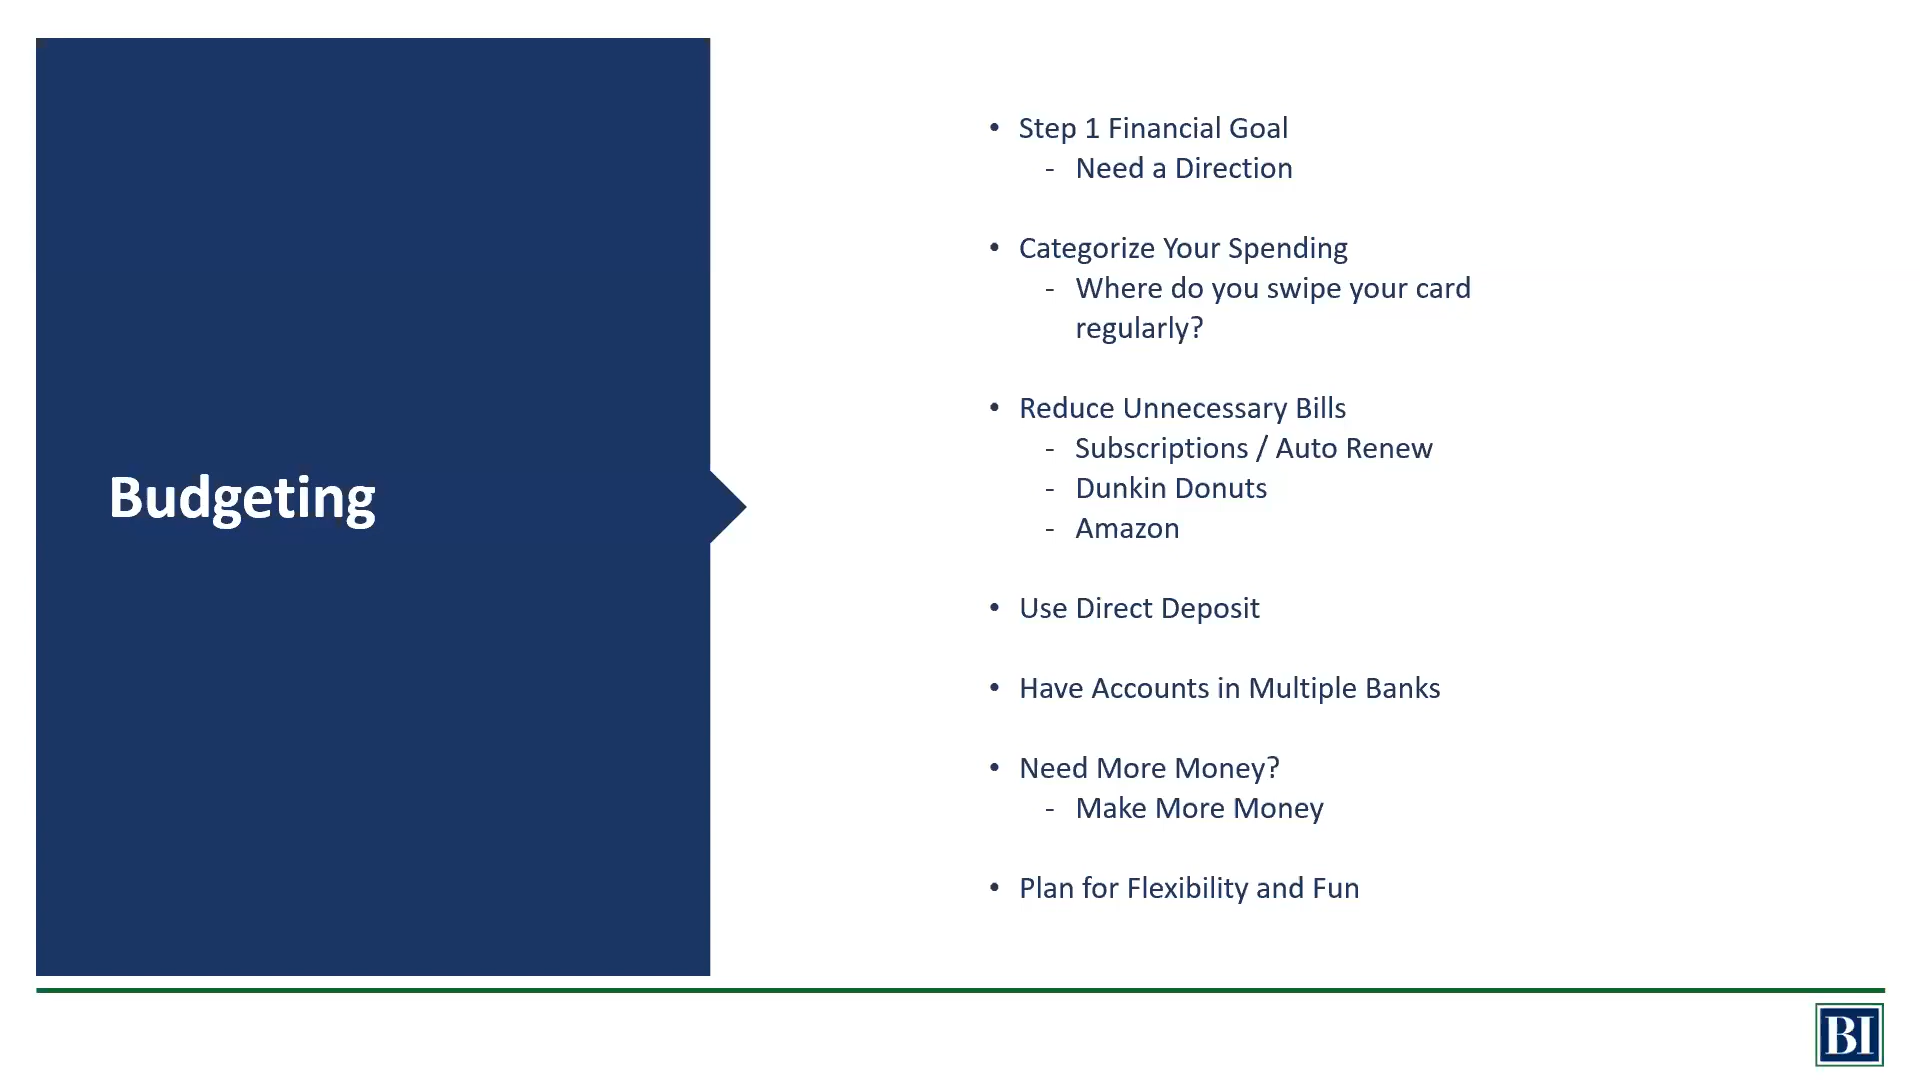 Budgeting
• Step 1 Financial Goal
- Need a Direction
• Categorize Your Spending
- Where do you swipe your card
regularly?
• Reduce Unnecessary Bills
- Subscriptions / Auto Renew
- Dunkin Donuts
- Amazon
• Use Direct Deposit
• Have Accounts in Multiple Banks
• Need More Money?
- Make More Money
• Plan for Flexibility and Fun
BI